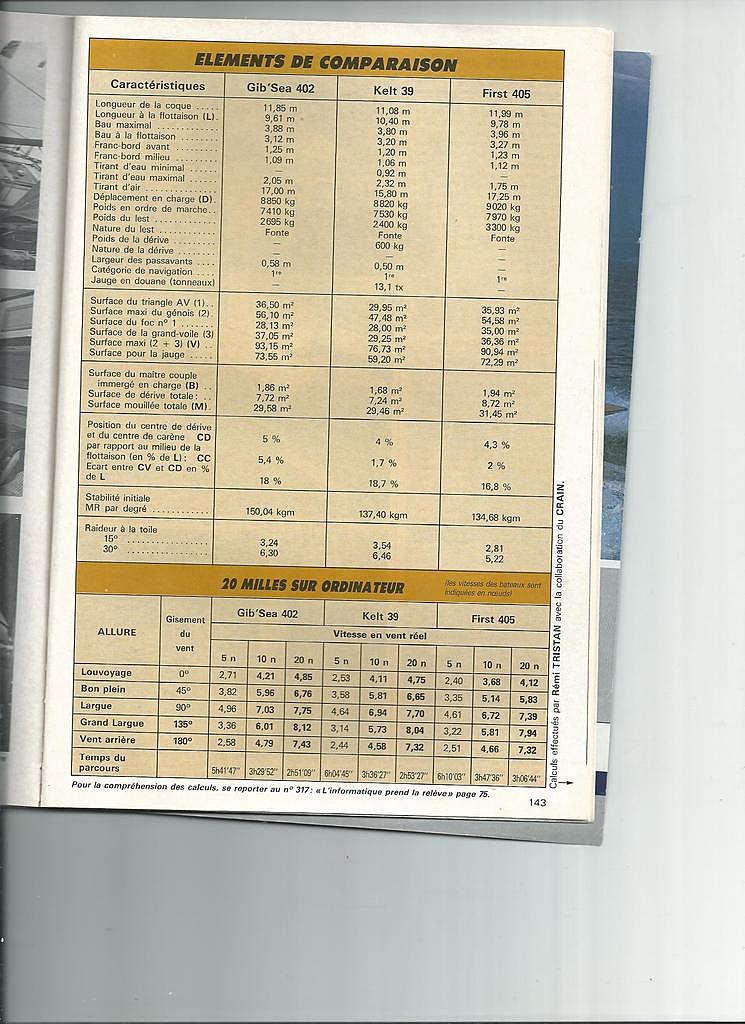 ELEMENTS DE COMPARAISON
Caractéristiques Gib'Sea 402 Kelt 39 First 405
Longueur de la coque ..... 11,85 m 11,08 m 11,99 m
Longueur à la flottaison (L). 9,61 m 10,40 m 9,78 m
Bau maximal ............ 3,88 m 3,80 m 3,96 m
Bau à la flottaison ........ 3,12 m 3,20 m 3,27 m
Franc-bord avant ........ 1,25 m 1,20 m 1,23 m
Franc-bord milieu ........ 1,09 m 1,06 m 1,12 m
Tirant d'eau minimal ...... — 0,92 m —
Tirant d'eau maximal ..... 2,05 m 2,32 m 1,75 m
Tirant d'air ............. 17,00 m 15,80 m 17,25 m
Déplacement en charge (D). 8850 kg 8820 kg 9020 kg
Poids en ordre de marche.. 7410 kg 7530 kg 7970 kg
Poids du lest ............ 2695 kg 2400 kg 3300 kg
Nature du lest ........... Fonte Fonte Fonte
Poids de la dérive ........ — 600 kg —
Nature de la dérive ....... — — —
Largeur des passavants .... 0,58 m 0,50 m —
Catégorie de navigation .... 1re 1re 1re
Jauge en douane (tonneaux) — 13,1 tx —
Surface du triangle AV (1).. 36,50 m² 29,95 m² 35,93 m²
Surface maxi du génois (2). 56,10 m² 47,48 m² 54,58 m²
Surface du foc n° 1 ....... 28,13 m² 28,00 m² 35,00 m²
Surface de la grand-voile (3) 37,05 m² 29,25 m² 36,36 m²
Surface maxi (2 + 3) (V) .. 93,15 m² 76,73 m² 90,94 m²
Surface pour la jauge ..... 73,55 m² 59,20 m² 72,29 m²
Surface du maître couple
immergé en charge (B) .. 1,86 m² 1,68 m² 1,94 m²
Surface de dérive totale: .. 7,72 m² 7,24 m² 8,72 m²
Surface mouillée totale (M). 29,58 m² 29,46 m² 31,45 m²
Position du centre de dérive
et du centre de carène CD 5 % 4 % 4,3 %
par rapport au milieu de la
flottaison (en % de L): CC 5,4 % 1,7 % 2 %
Ecart entre CV et CD en %
de L 18 % 18,7 % 16,8 %
Stabilité initiale
MR par degré ............ 150,04 kgm 137,40 kgm 134,68 kgm
Raideur à la toile
15° .................. 3,24 3,54 2,81
30° .................. 6,30 6,46 5,22
20 MILLES SUR ORDINATEUR (les vitesses des bateaux sont
indiquées en nœuds)
ALLURE Gisement du vent Gib'Sea 402 Kelt 39 First 405
Vitesse en vent réel
5 n 10 n 20 n 5 n 10 n 20 n 5 n 10 n 20 n
Louvoyage 0° 2,71 4,21 4,85 2,53 4,11 4,75 2,40 3,68 4,12
Bon plein 45° 3,82 5,96 6,76 3,58 5,81 6,65 3,35 5,14 5,83
Largue 90° 4,96 7,03 7,75 4,64 6,94 7,70 4,61 6,72 7,39
Grand Largue 135° 3,36 6,01 8,12 3,14 5,73 8,04 3,22 5,81 7,94
Vent arrière 180° 2,58 4,79 7,43 2,44 4,58 7,32 2,51 4,66 7,32
Temps du
parcours 5h41'47'' 3h29'52'' 2h51'09'' 6h04'45'' 3h36'27'' 2h53'27'' 6h10'03'' 3h47'36'' 3h06'44''
Pour la compréhension des calculs, se reporter au n° 317: «L'informatique prend la relève» page 75.
143
Calculs effectués par Rémi TRISTAN avec la collaboration du CRAIN.